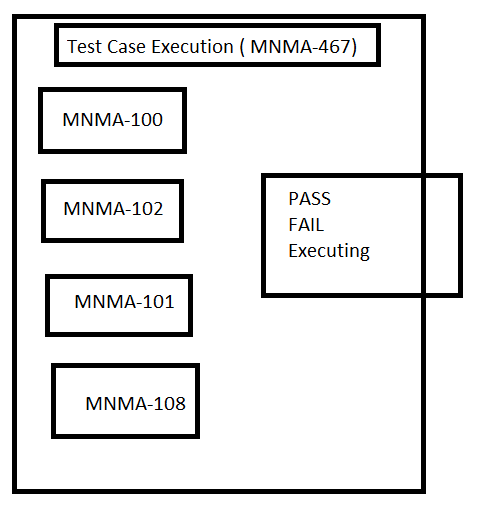 Test Case Execution ( MNMA-467)
MNMA-100
MNMA-102
MNMA-101
MNMA-108
PASS
FAIL
Executing